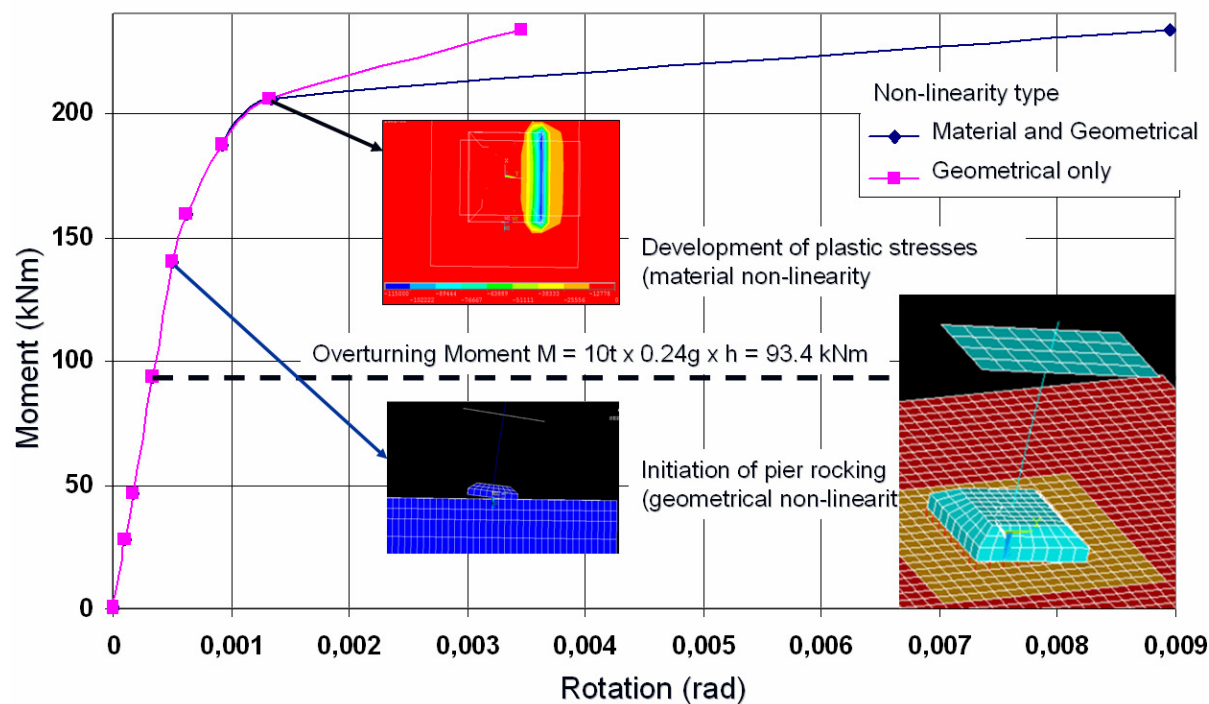 Moment (kNm)
200
150
100
50
0
Non-linearity type
Material and Geometrical
Geometrical only
Development of plastic stresses
(material non-linearity
Overturning Moment M = 10t x 0.24g x h = 93.4 kNm
Initiation of pier rocking
(geometrical non-linearit
0 0,001 0,002 0,003 0,004 0,005 0,006 0,007 0,008 0,009
Rotation (rad)